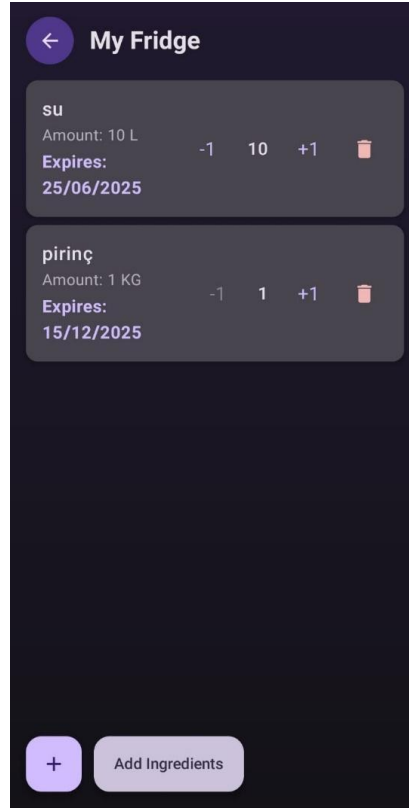 My Fridge
su
Amount: 10 L
Expires:
25/06/2025
-1 10 +1
pirinç
Amount: 1 KG
Expires:
15/12/2025
-1 1 +1
+ Add Ingredients